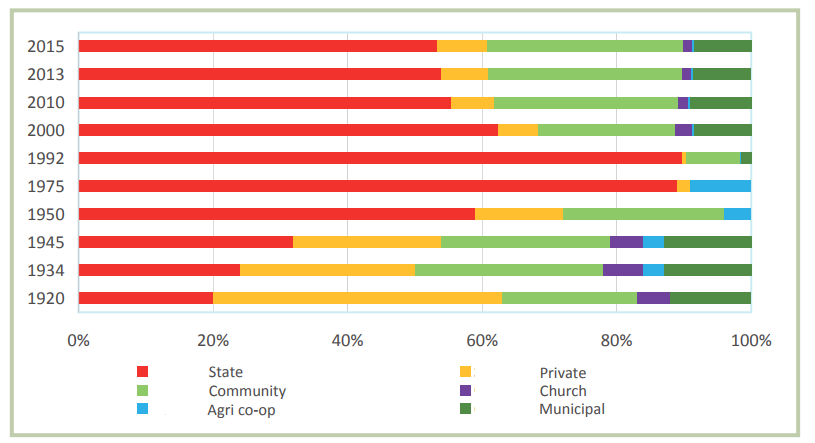 2015
2013
2010
2000
1992
1975
1950
1945
1934
1920
0% 20% 40% 60% 80% 100%
State Private
Community Church
Agri co-op Municipal